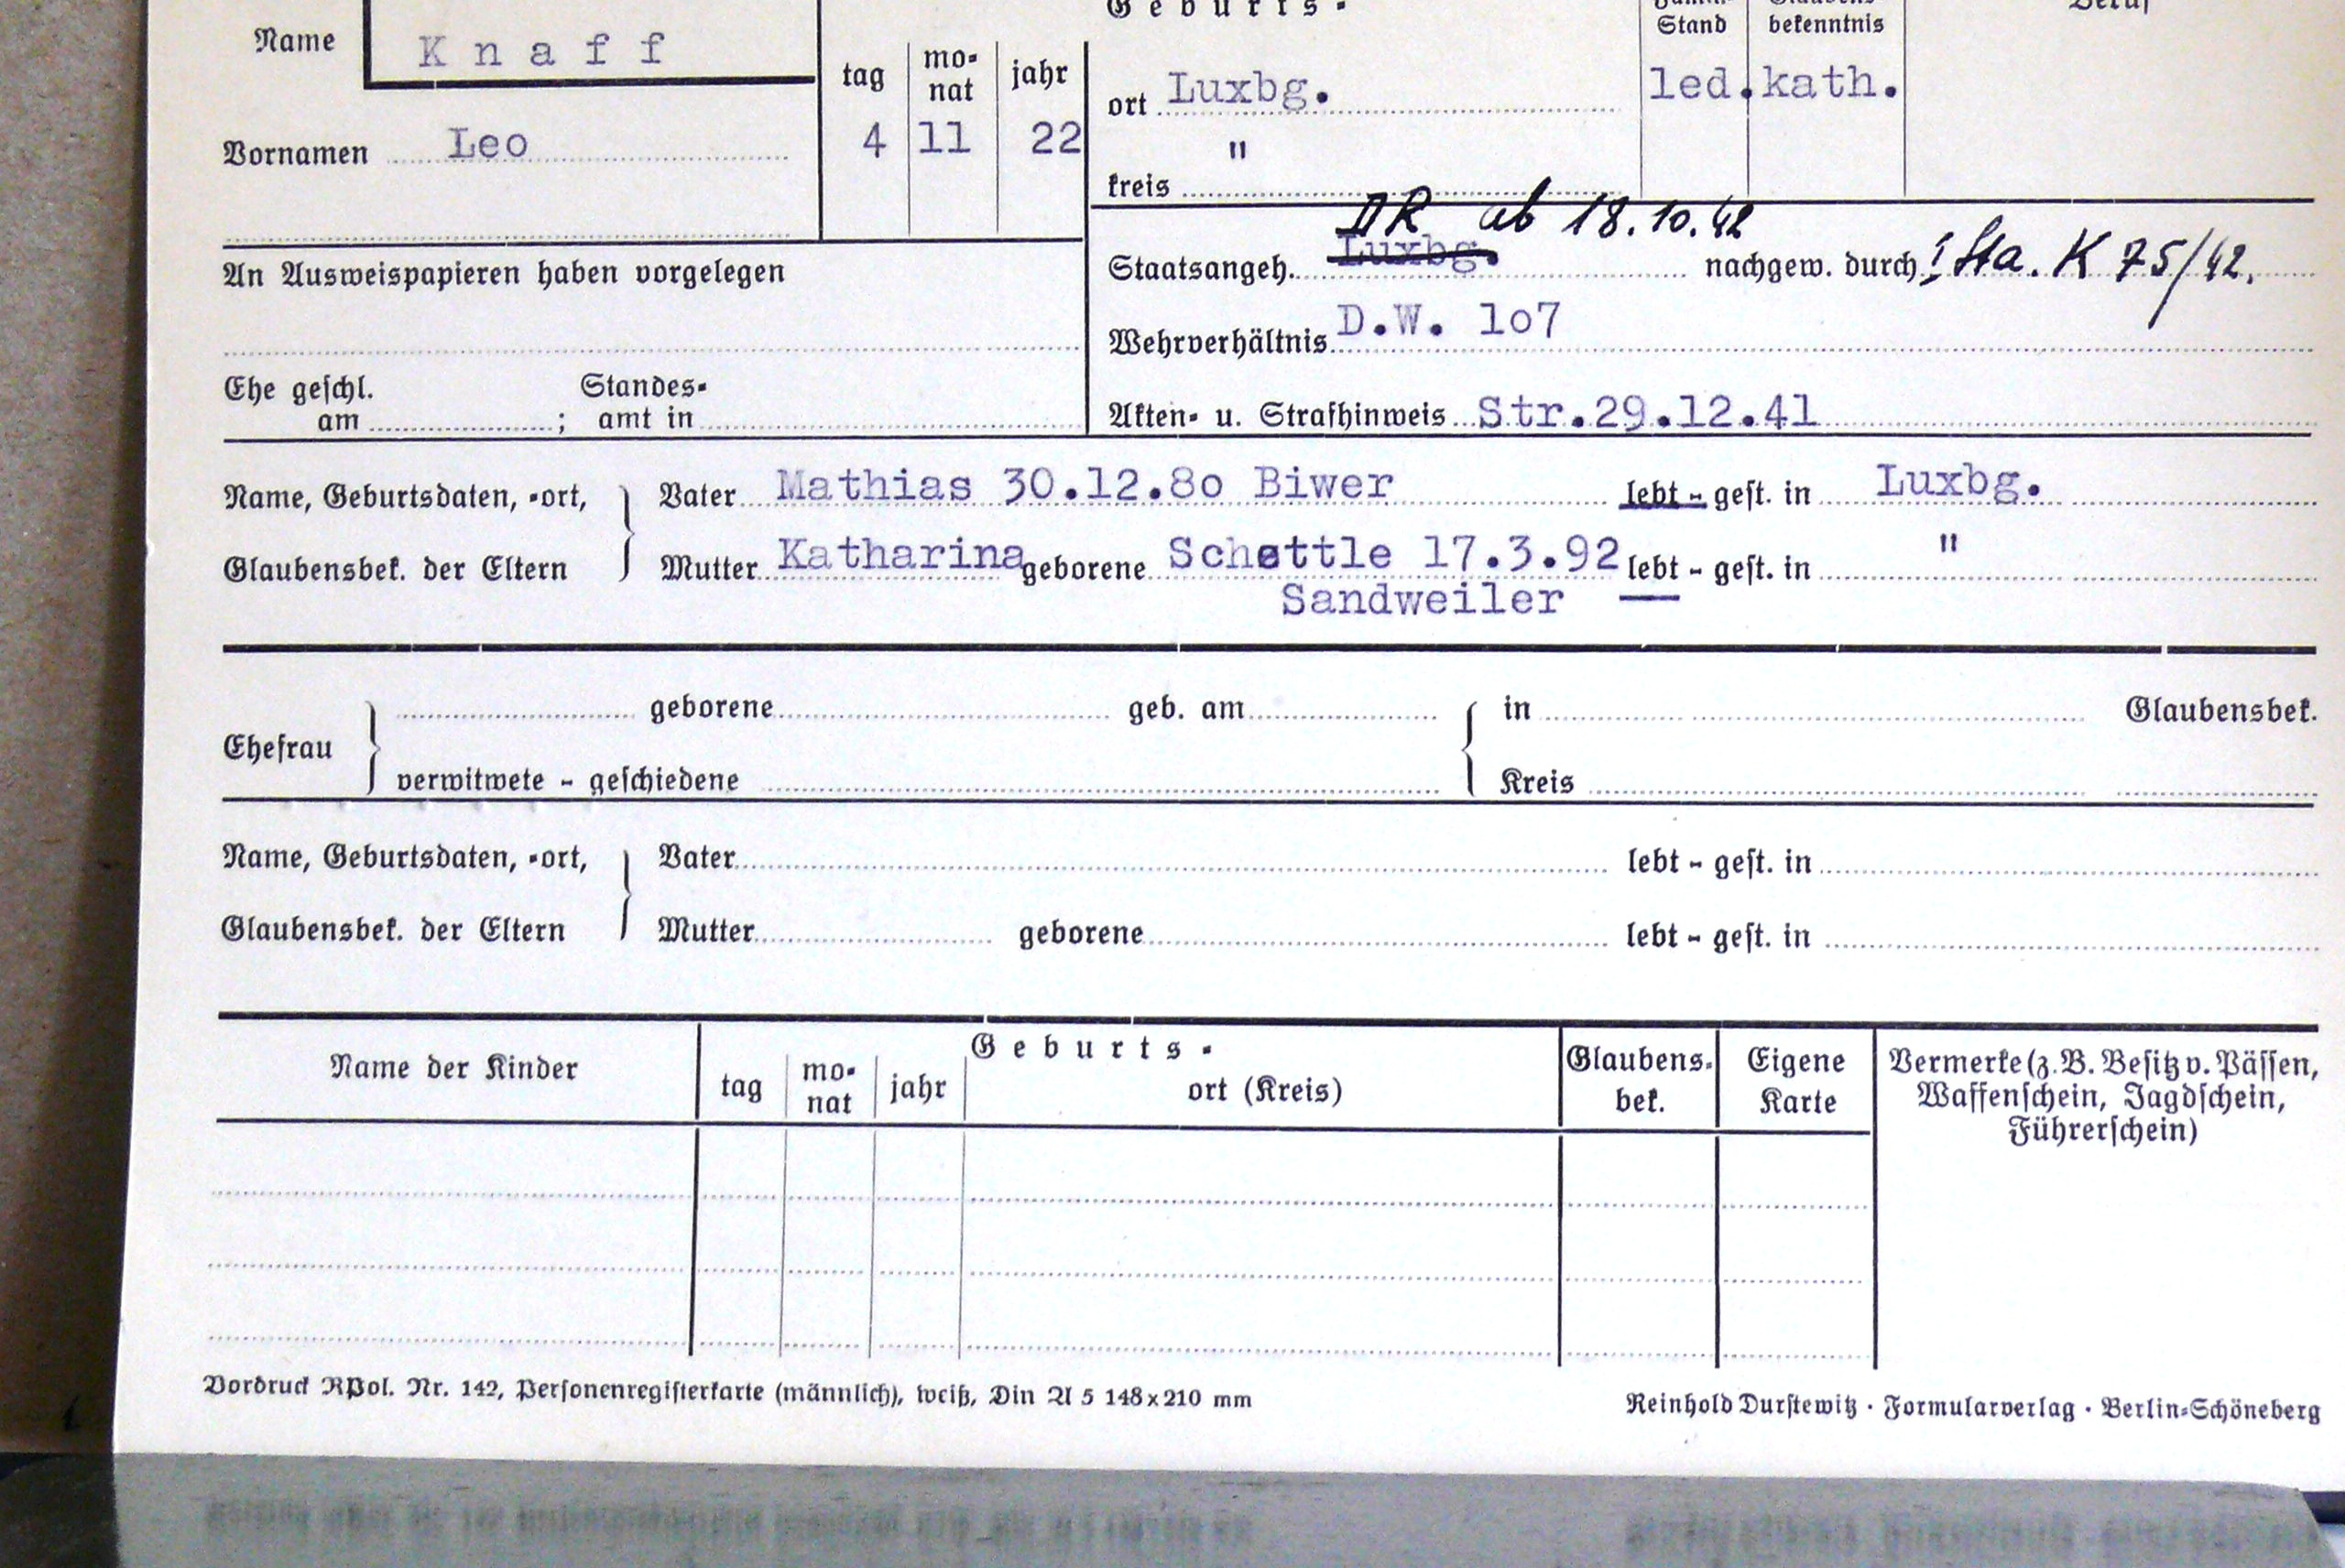 Geburts-
Name Knaff
Stand bekenntnis Beruf
tag mo- nat jahr
ort Luxbg. led. kath.
Vornamen Leo 4 11 22
kreis "
DR ab 18.10.42
An Ausweispapieren haben vorgelegen
Staatsangeh. Luxbg. nachgew. durch Sta. K 75/42.
Wehrverhältnis D.W. 1o7
Ehe geschl. Standes-
am ; amt in
Akten- u. Strafhinweis Str.29.12.41
Name, Geburtsdaten, -ort, Vater Mathias 30.12.8o Biwer lebt - gest. in Luxbg.
Glaubensbek. der Eltern Mutter Katharina geborene Schettle 17.3.92 lebt - gest. in "
Sandweiler
geborene geb. am in Glaubensbek.
Ehefrau
verwitwete - geschiedene Kreis
Name, Geburtsdaten, -ort, Vater lebt - gest. in
Glaubensbek. der Eltern Mutter geborene lebt - gest. in
Name der Kinder Geburts- Glaubens- Eigene Vermerke (z.B. Besitz v. Pässen,
tag mo- nat jahr ort (Kreis) bek. Karte Waffenschein, Jagdschein,
Führerschein)
Vordruck RPol. Nr. 142, Personenregisterkarte (männlich), weiß, Din A 5 148x210 mm
Reinhold Durstewitz · Formularverlag · Berlin-Schöneberg